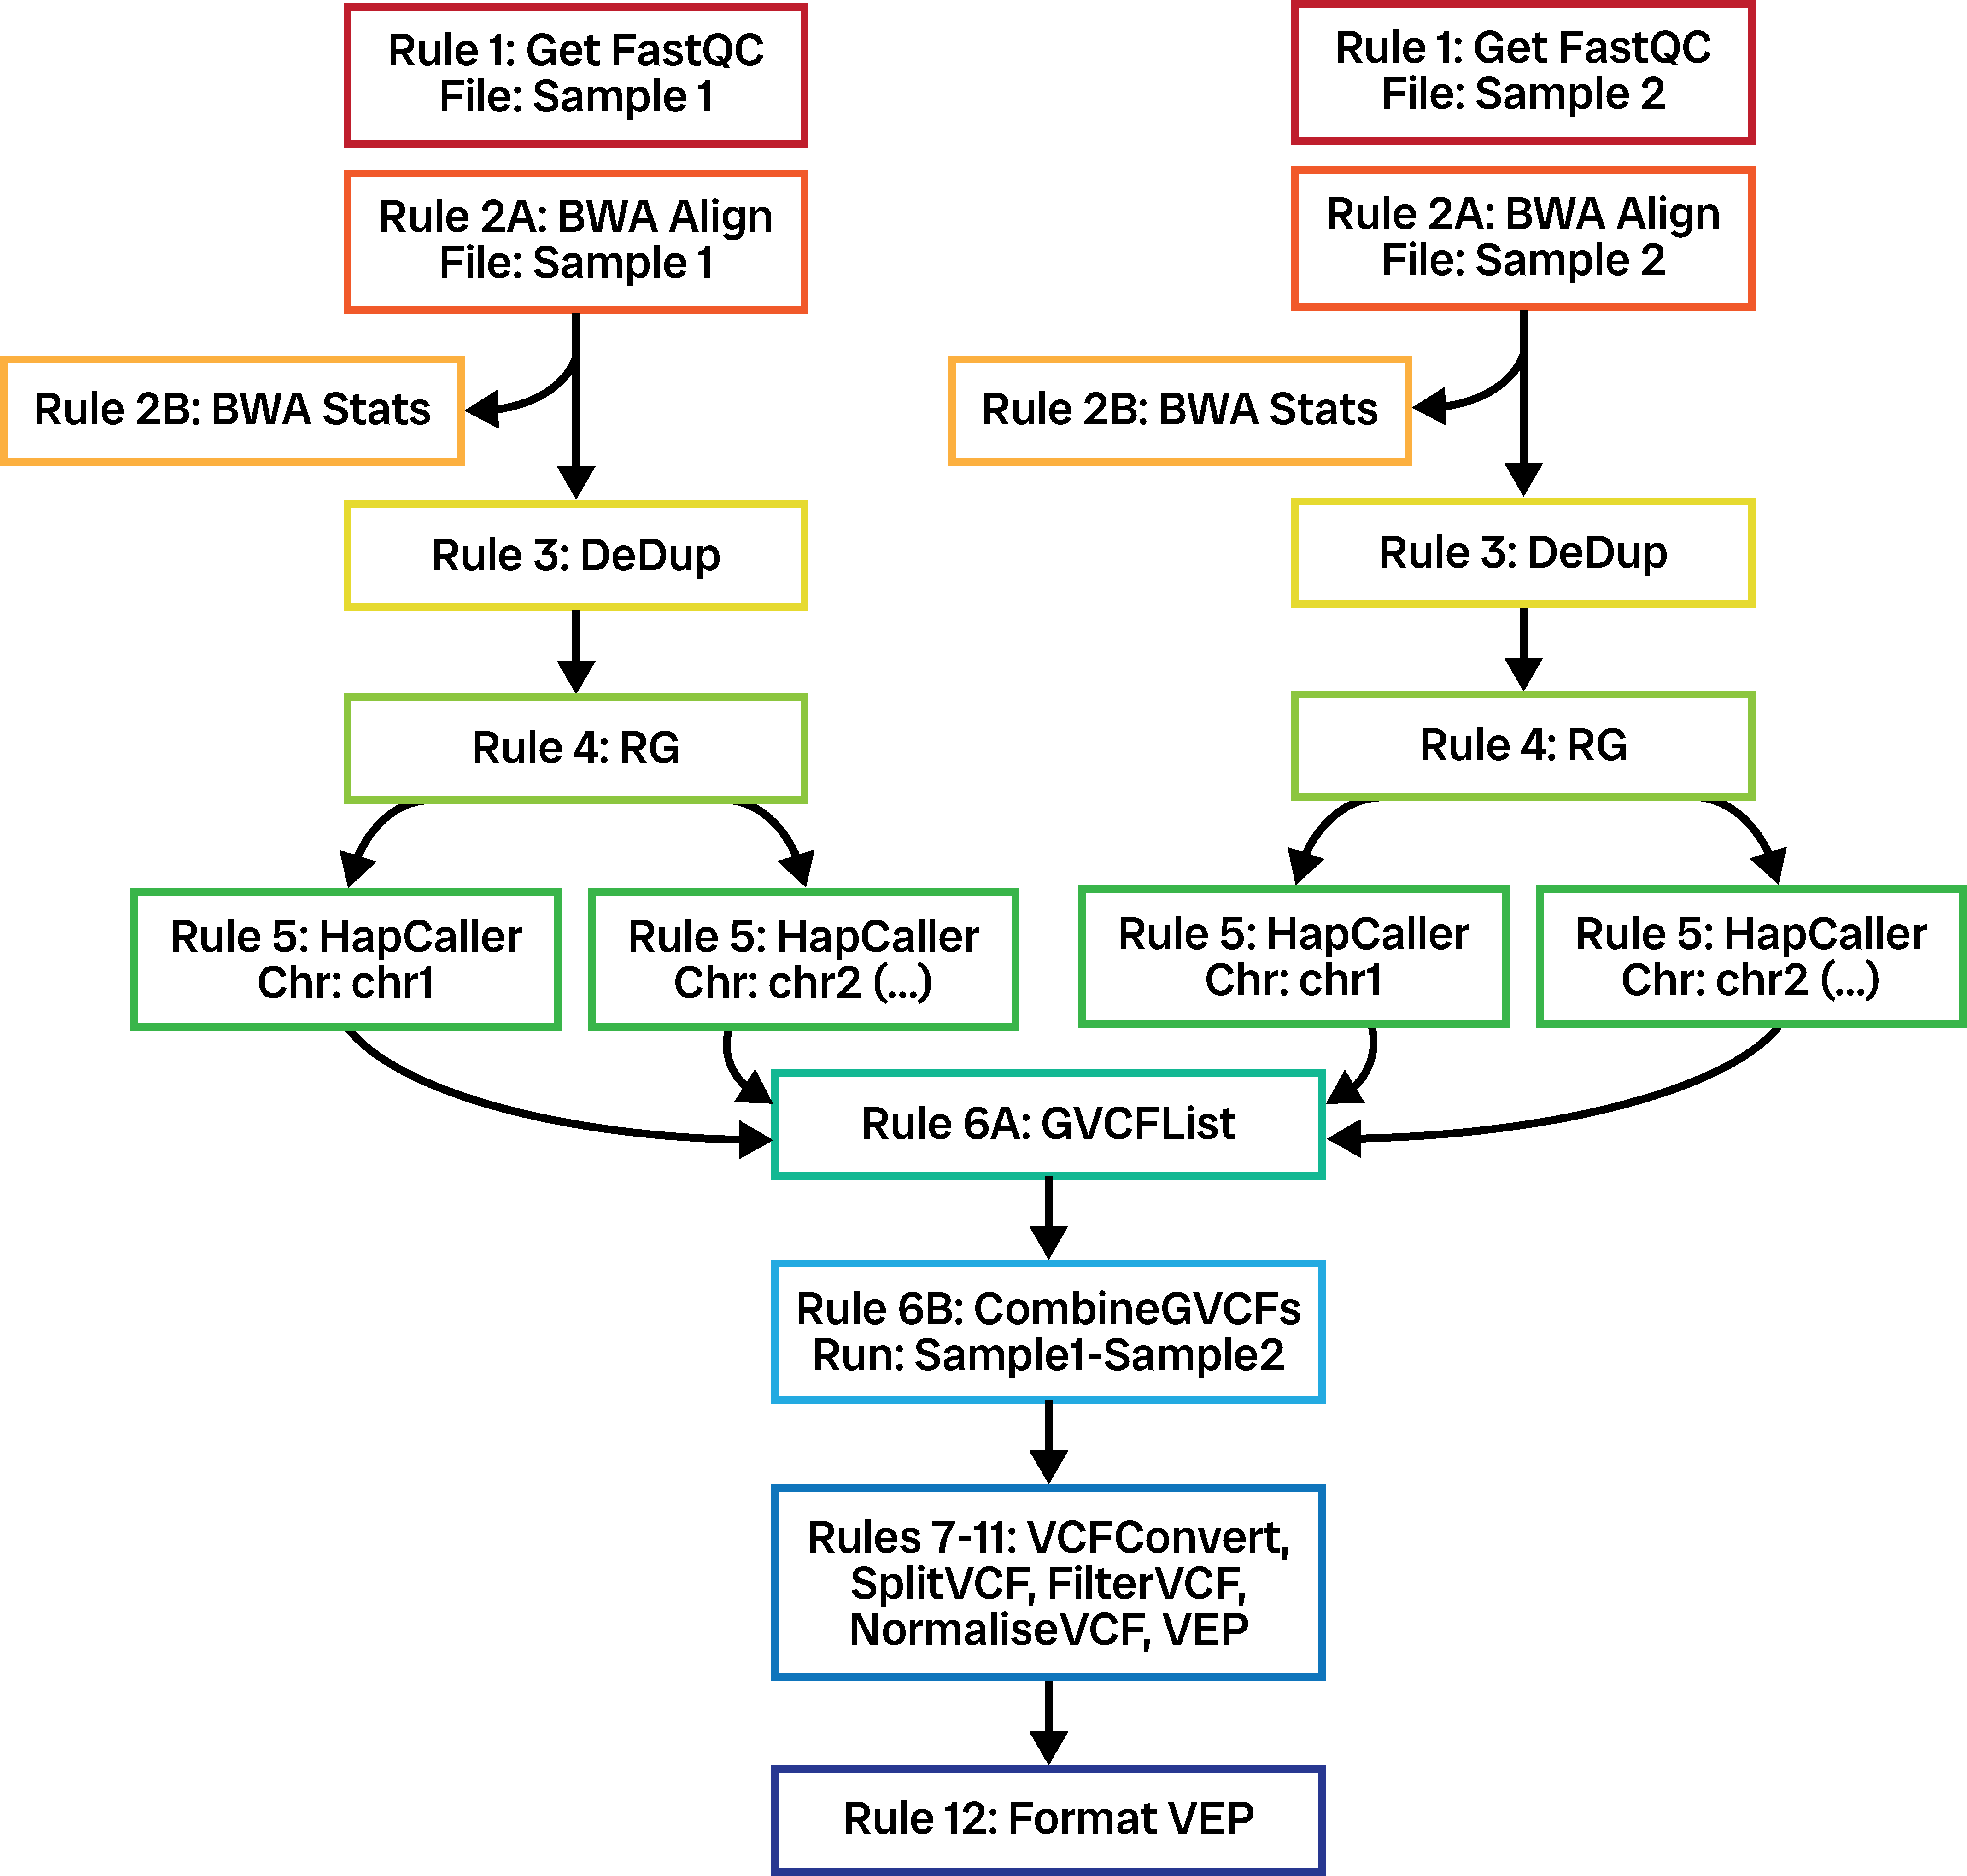 Rule 1: Get FastQC
File: Sample 1
Rule 1: Get FastQC
File: Sample 2
Rule 2A: BWA Align
File: Sample 1
Rule 2A: BWA Align
File: Sample 2
Rule 2B: BWA Stats
Rule 2B: BWA Stats
Rule 3: DeDup
Rule 3: DeDup
Rule 4: RG
Rule 4: RG
Rule 5: HapCaller
Chr: chr1
Rule 5: HapCaller
Chr: chr2 (...)
Rule 5: HapCaller
Chr: chr1
Rule 5: HapCaller
Chr: chr2 (...)
Rule 6A: GVCFList
Rule 6B: CombineGVCFs
Run: Sample1-Sample2
Rules 7-11: VCFConvert,
SplitVCF, FilterVCF,
NormaliseVCF, VEP
Rule 12: Format VEP